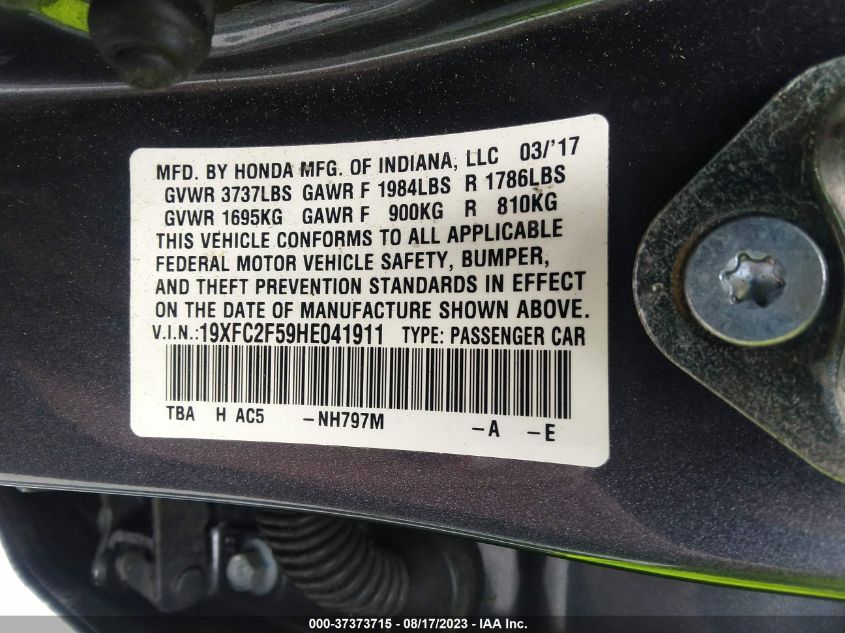 MFD. BY HONDA MFG. OF INDIANA, LLC 03/'17
GVWR 3737LBS GAWR F 1984LBS R 1786LBS
GVWR 1695KG GAWR F 900KG R 810KG
THIS VEHICLE CONFORMS TO ALL APPLICABLE
FEDERAL MOTOR VEHICLE SAFETY, BUMPER,
AND THEFT PREVENTION STANDARDS IN EFFECT
ON THE DATE OF MANUFACTURE SHOWN ABOVE.
V.I.N.:19XFC2F59HE041911 TYPE: PASSENGER CAR
TBA H AC5 -NH797M -A -E
000-37373715 - 08/17/2023 - IAA Inc.